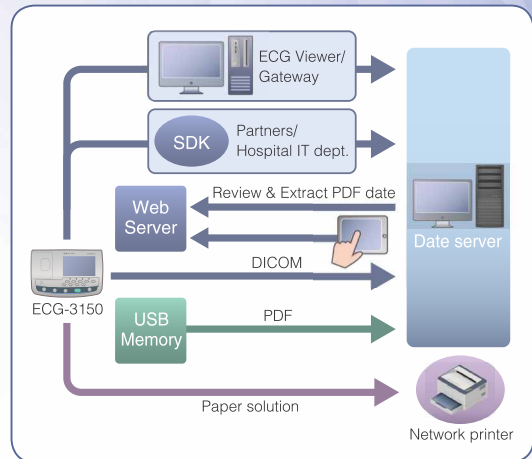 ECG Viewer/
Gateway
SDK
Partners/
Hospital IT dept.
Review & Extract PDF date
Web
Server
Date server
DICOM
ECG-3150
USB
Memory
PDF
Paper solution
Network printer